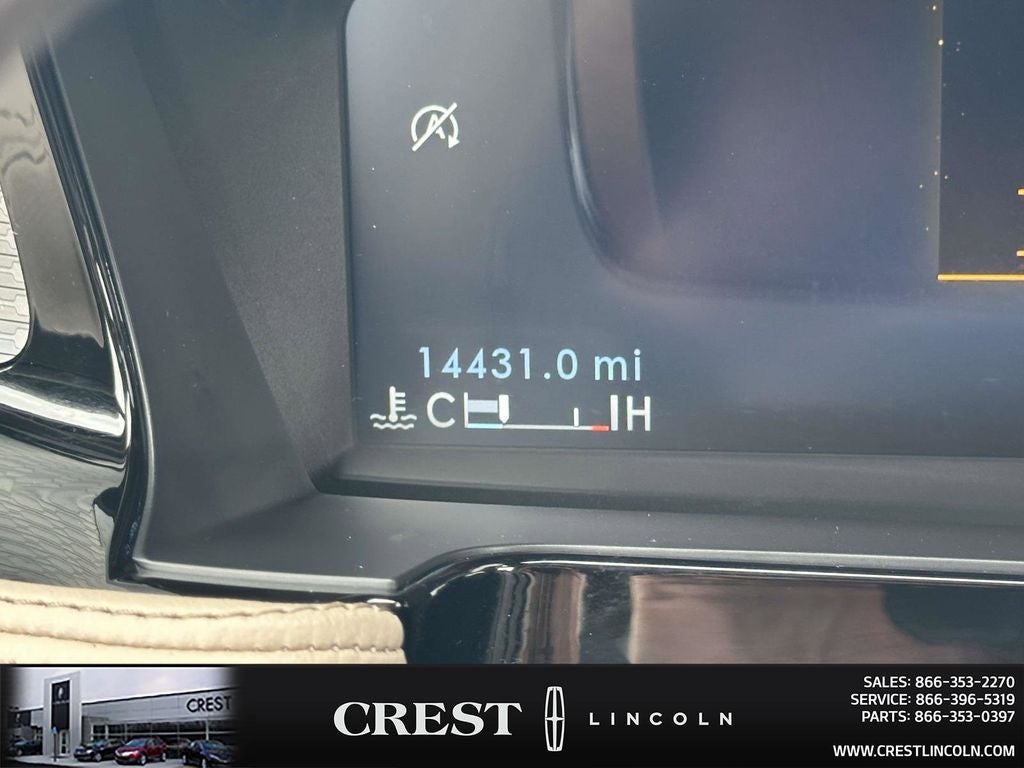 A
14431.0 mi
C H
CREST
CREST LINCOLN
SALES: 866-353-2270
SERVICE: 866-396-5319
PARTS: 866-353-0397
WWW.CRESTLINCOLN.COM